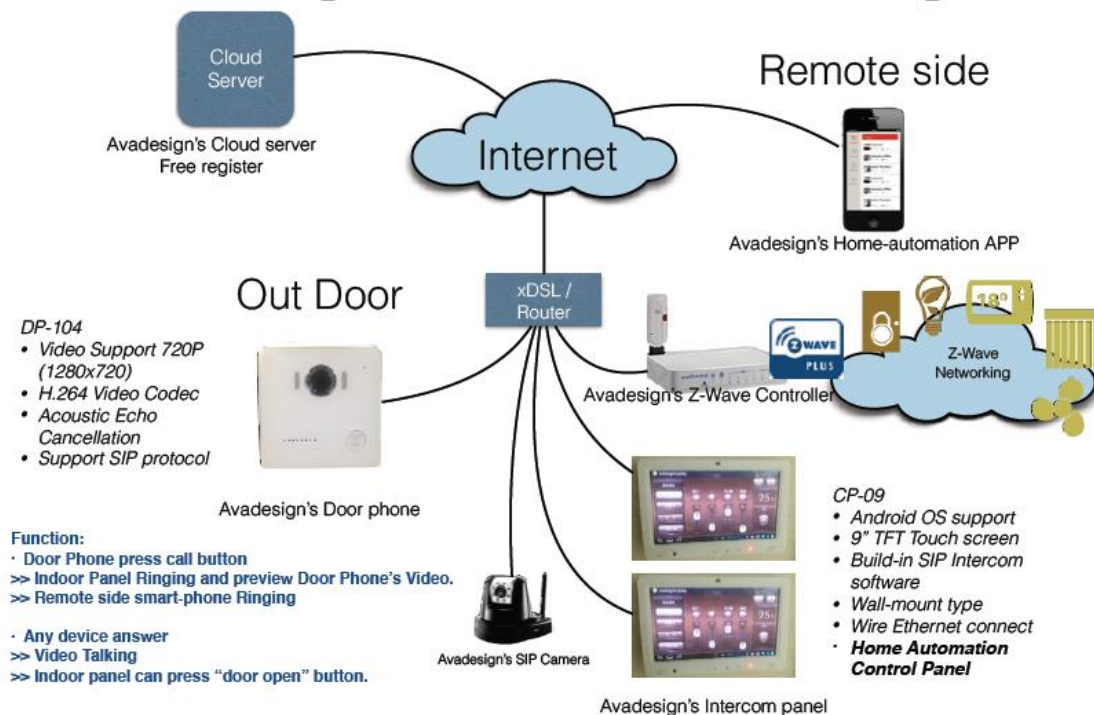 Cloud
Server
Avadesign's Cloud server
Free register
Internet
Remote side
Avadesign's Home-automation APP
xDSL /
Router
Out Door
DP-104
• Video Support 720P
(1280x720)
• H.264 Video Codec
• Acoustic Echo
Cancellation
• Support SIP protocol
Avadesign's Door phone
Z WAVE
PLUS
18°
Z-Wave
Networking
Avadesign's Z-Wave Controller
Function:
· Door Phone press call button
>> Indoor Panel Ringing and preview Door Phone's Video.
>> Remote side smart-phone Ringing
· Any device answer
>> Video Talking
>> Indoor panel can press “door open” button.
Avadesign's SIP Camera
Avadesign's Intercom panel
CP-09
• Android OS support
• 9” TFT Touch screen
• Build-in SIP Intercom
software
• Wall-mount type
• Wire Ethernet connect
· Home Automation
Control Panel